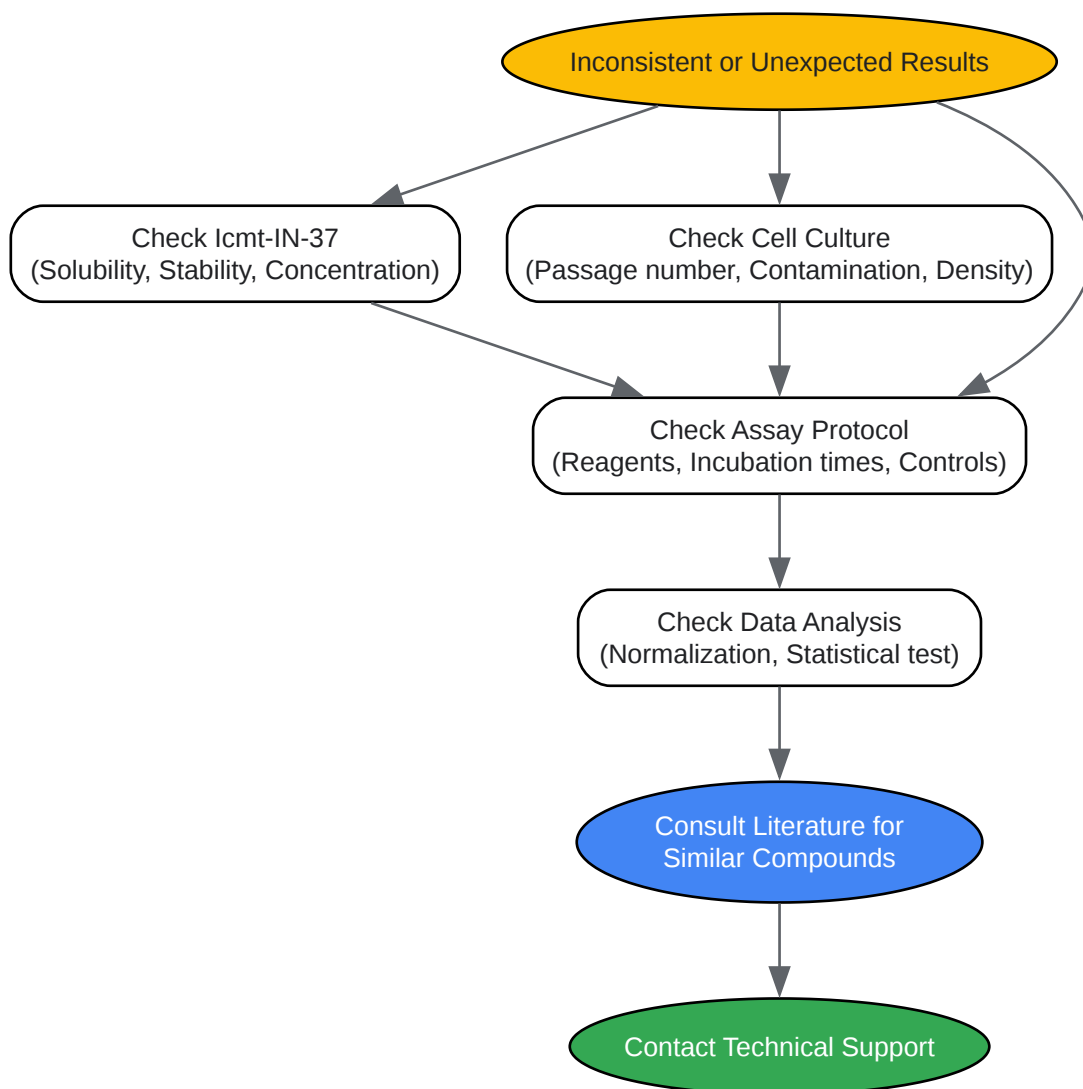 Inconsistent or Unexpected Results
Check Icmt-IN-37
(Solubility, Stability, Concentration)
Check Cell Culture
(Passage number, Contamination, Density)
Check Assay Protocol
(Reagents, Incubation times, Controls)
Check Data Analysis
(Normalization, Statistical test)
Consult Literature for
Similar Compounds
Contact Technical Support